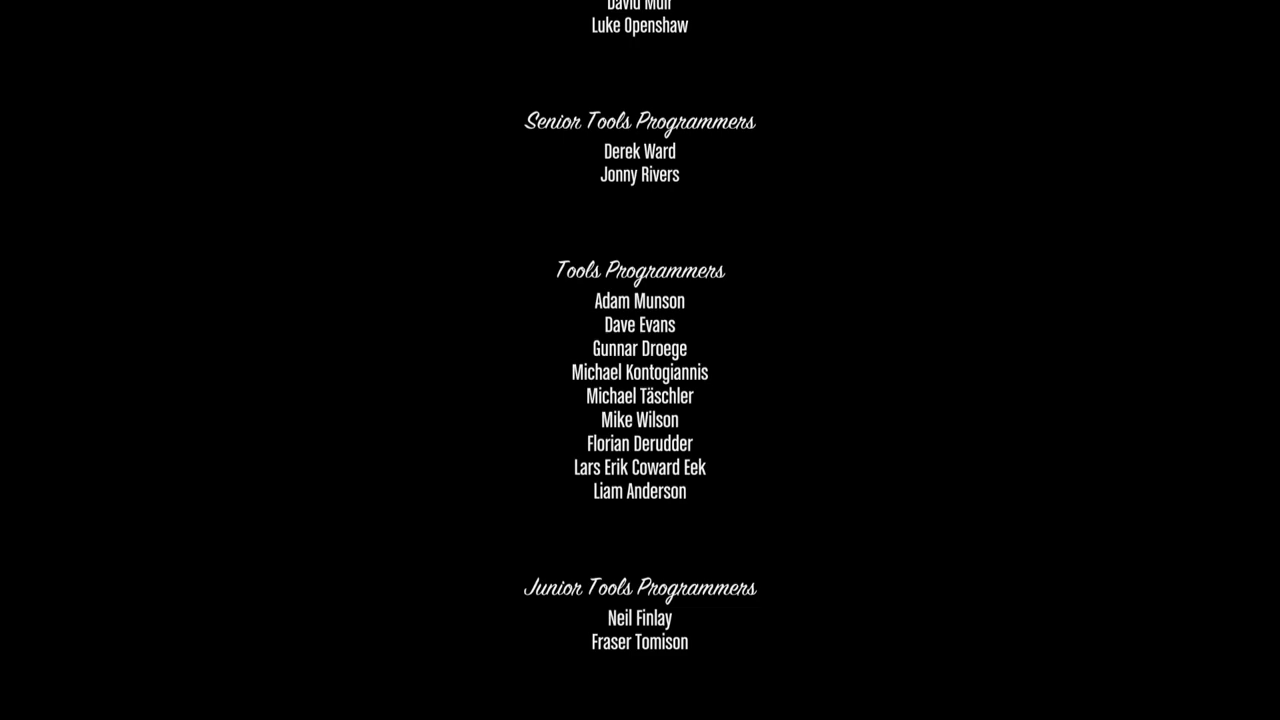 David Muir
Luke Openshaw
Senior Tools Programmers
Derek Ward
Jonny Rivers
Tools Programmers
Adam Munson
Dave Evans
Gunnar Droege
Michael Kontogiannis
Michael Täschler
Mike Wilson
Florian Derudder
Lars Erik Coward Eek
Liam Anderson
Junior Tools Programmers
Neil Finlay
Fraser Tomison